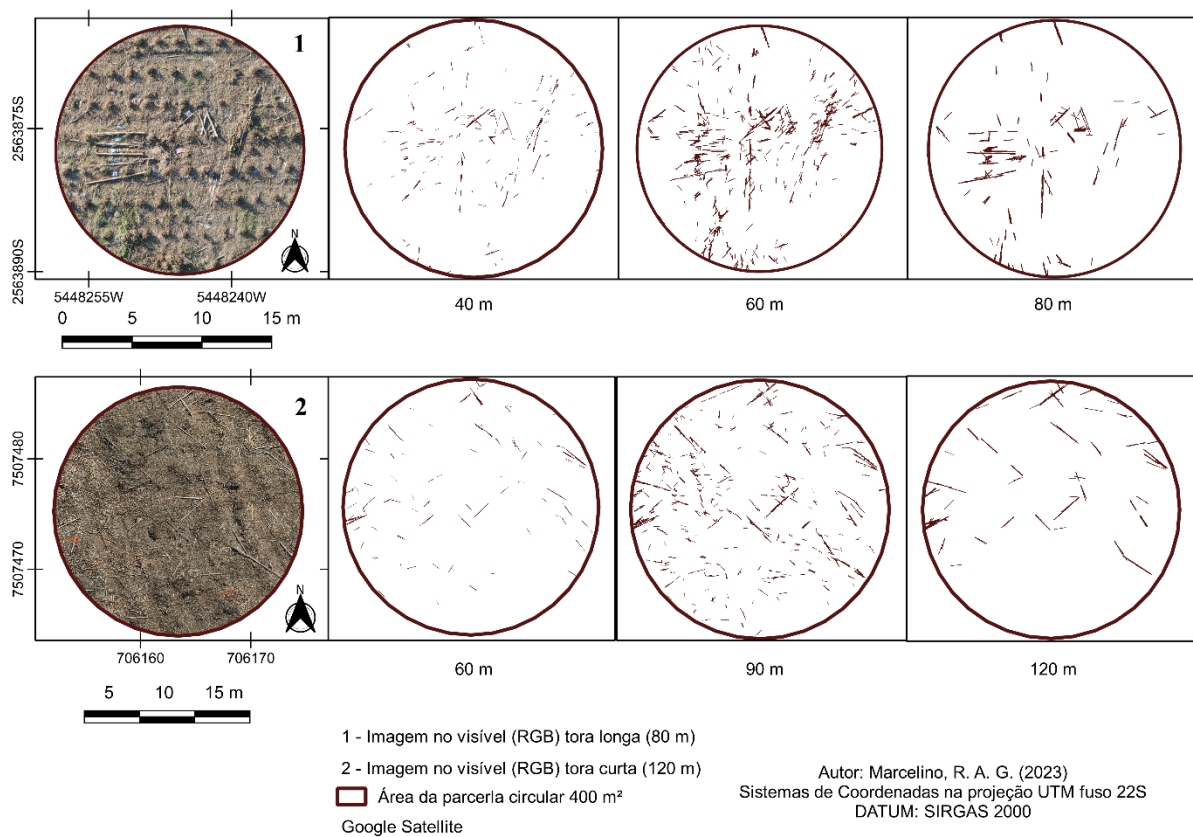 1
N
2563875S
2563890S
5448255W 5448240W
0 5 10 15 m
40 m
60 m
80 m
2
N
7507480
7507470
706160 706170
5 10 15 m
60 m
90 m
120 m
1 - Imagem no visível (RGB) tora longa (80 m)
2 - Imagem no visível (RGB) tora curta (120 m)
Área da parcerla circular 400 m²
Google Satellite
Autor: Marcelino, R. A. G. (2023)
Sistemas de Coordenadas na projeção UTM fuso 22S
DATUM: SIRGAS 2000